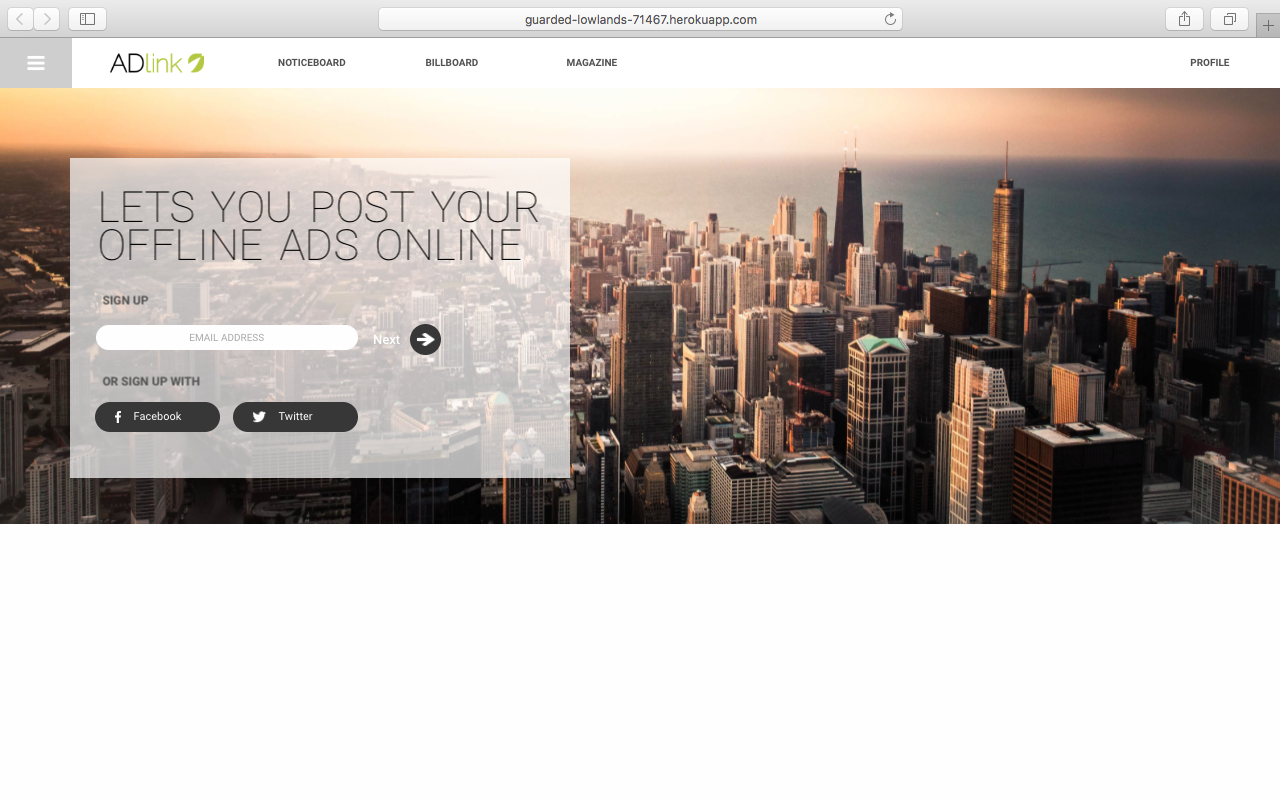 guarded-lowlands-71467.herokuapp.com
ADlink
NOTICEBOARD
BILLBOARD
MAGAZINE
PROFILE
LETS YOU POST YOUR
OFFLINE ADS ONLINE
SIGN UP
EMAIL ADDRESS
Next
OR SIGN UP WITH
Facebook
Twitter